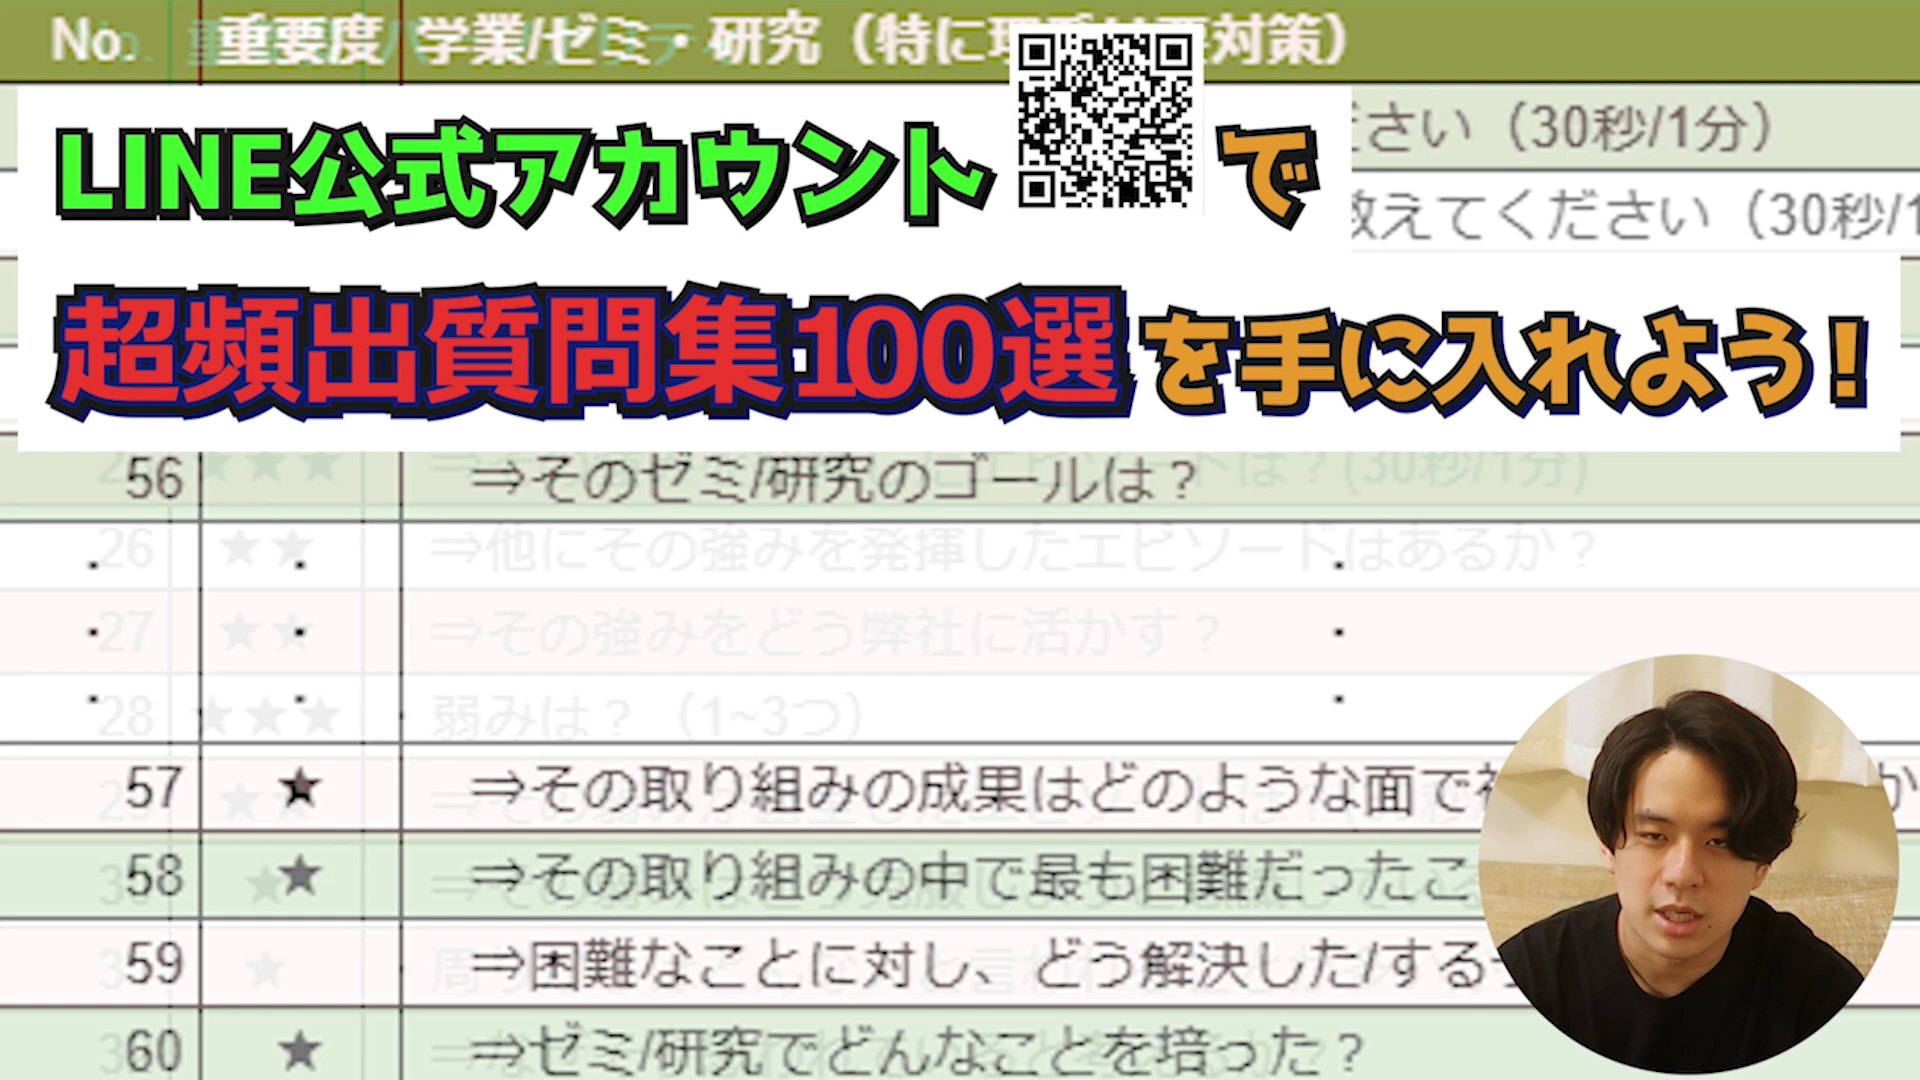 No. 重要度 学業/ゼミ・研究（特に理系は要対策）
ださい（30秒/1分）
LINE公式アカウント で
教えてください（30秒/1
超頻出質問集100選を手に入れよう！
56 ⇒そのゼミ/研究のゴールは？
26 ★★ ⇒他にその強みを発揮したエピソードはあるか？
27 ★★ ⇒その強みをどう弊社に活かす？
28 ★★★ 弱みは？（1~3つ）
57 ★ ⇒その取り組みの成果はどのような面で
58 ★ ⇒その取り組みの中で最も困難だったこ
59 ⇒困難なことに対し、どう解決した/する
60 ★ ⇒ゼミ/研究でどんなことを培った？